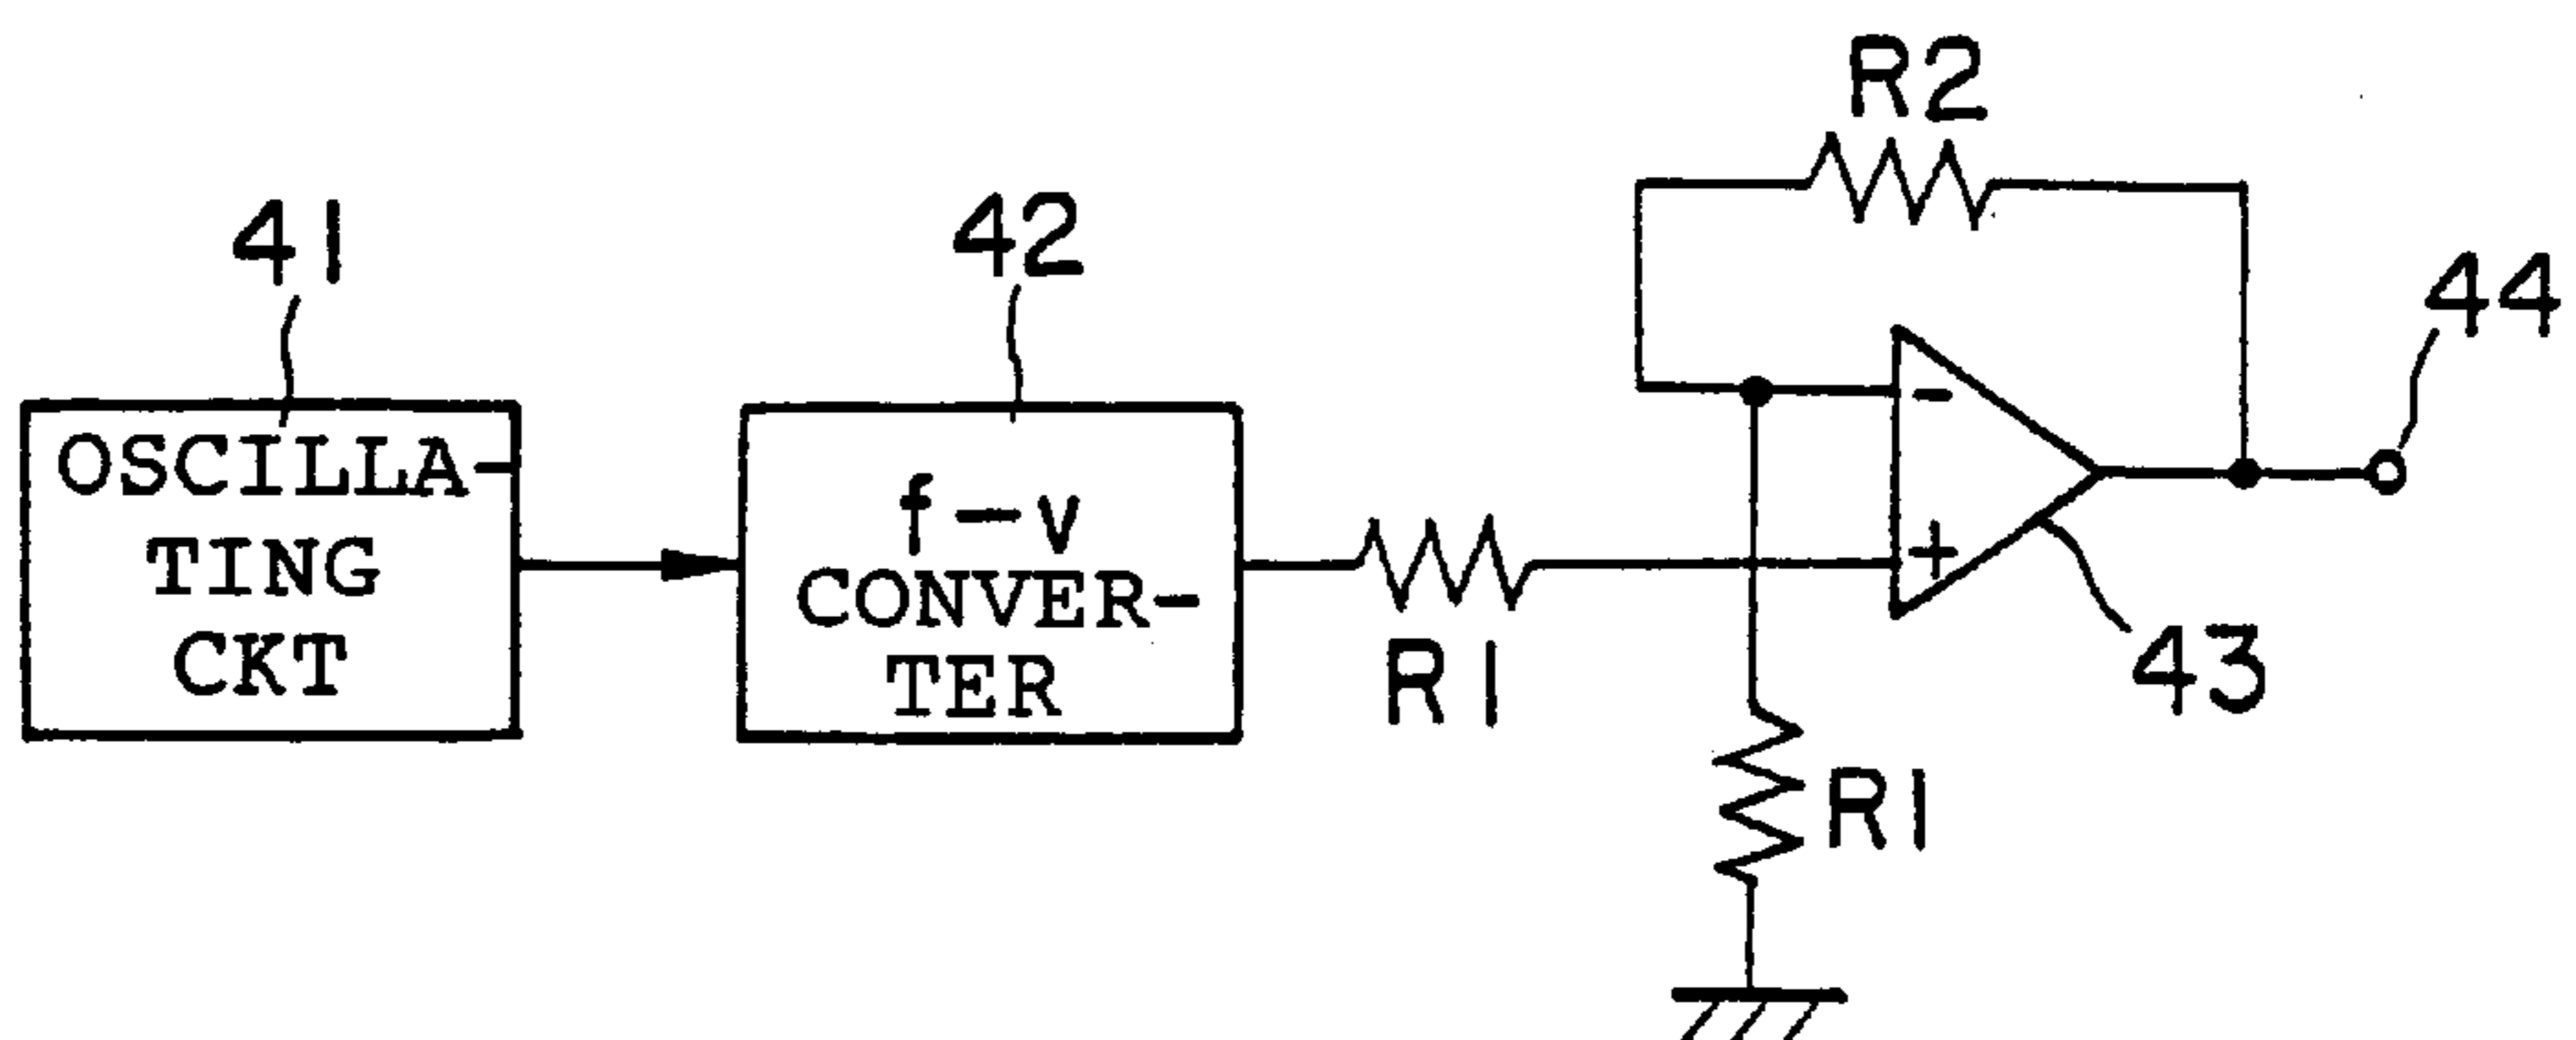 R2
41
42
44
OSCILLA-
TING
CKT
f-v
CONVER-
TER
-
+
R1
43
R1